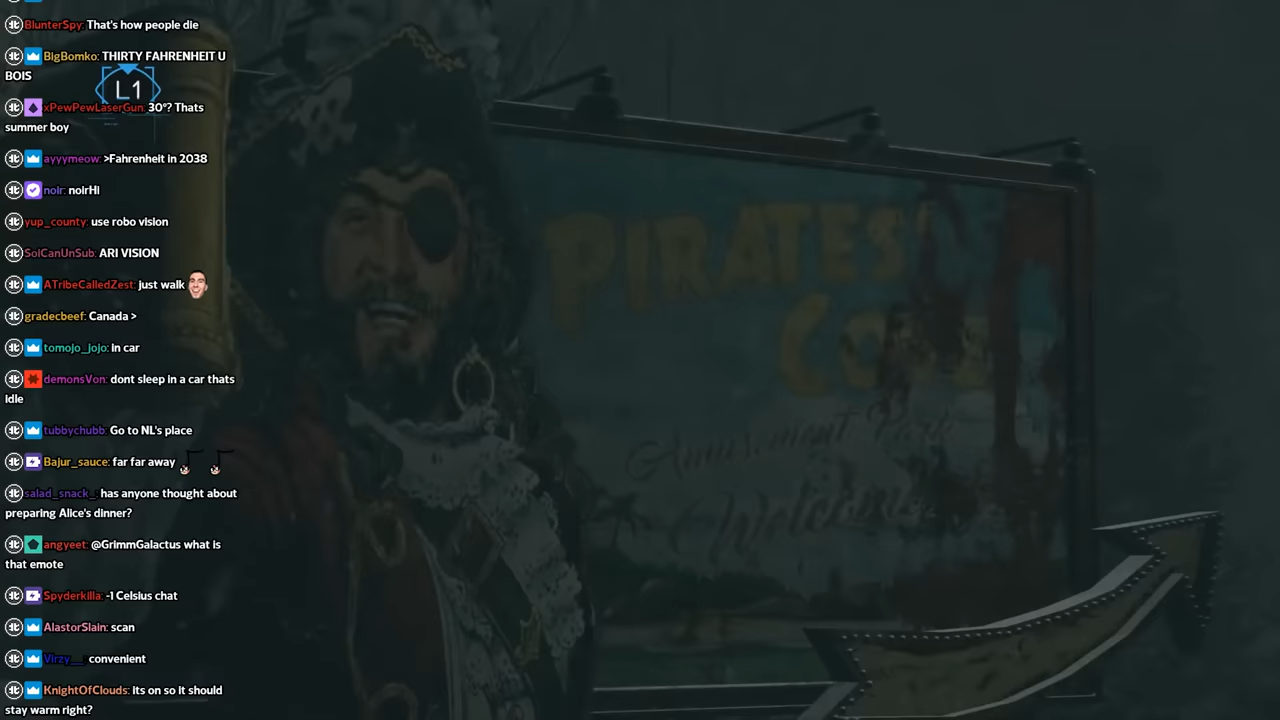 BlunterSpy: That's how people die
BigBomko: THIRTY FAHRENHEIT U
BOIS
L1
xPewPewLaserGun: 30°? Thats
summer boy
ayyymeow: >Fahrenheit in 2038
noir: noirHi
yup_county: use robo vision
SolCanUnSub: ARI VISION
ATribeCalledZest: just walk
gradecbeef: Canada >
tomojo_jojo: in car
demonsVon: dont sleep in a car thats
idle
tubbychubb: Go to NL's place
Bajur_sauce: far far away
salad_snack_: has anyone thought about
preparing Alice's dinner?
angyeet: @GrimmGalactus what is
that emote
Spyderkilla: -1 Celsius chat
AlastorSlain: scan
Virzy__: convenient
KnightOfClouds: its on so it should
stay warm right?
PIRATES'
Amusement Park